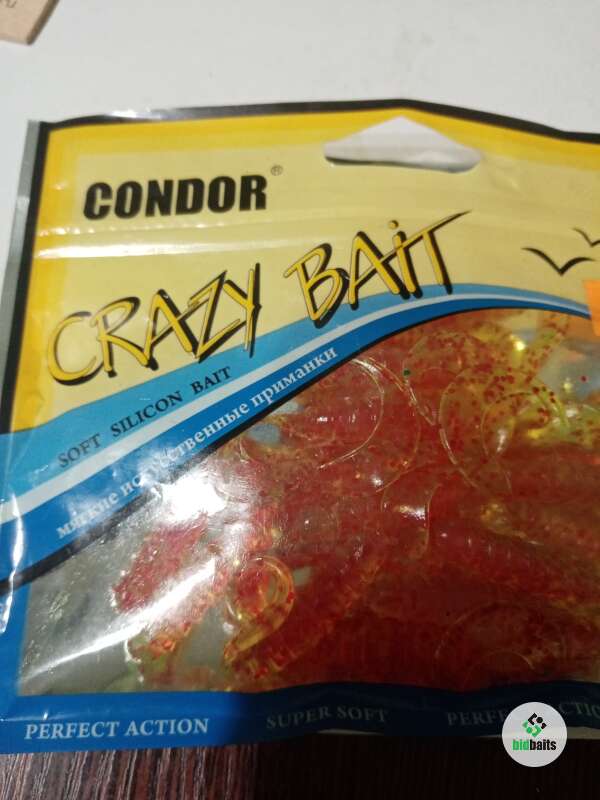 CONDOR®
CRAZY BAIT
SOFT SILICON BAIT
мягкие искусственные приманки
PERFECT ACTION SUPER SOFT
bidbaits